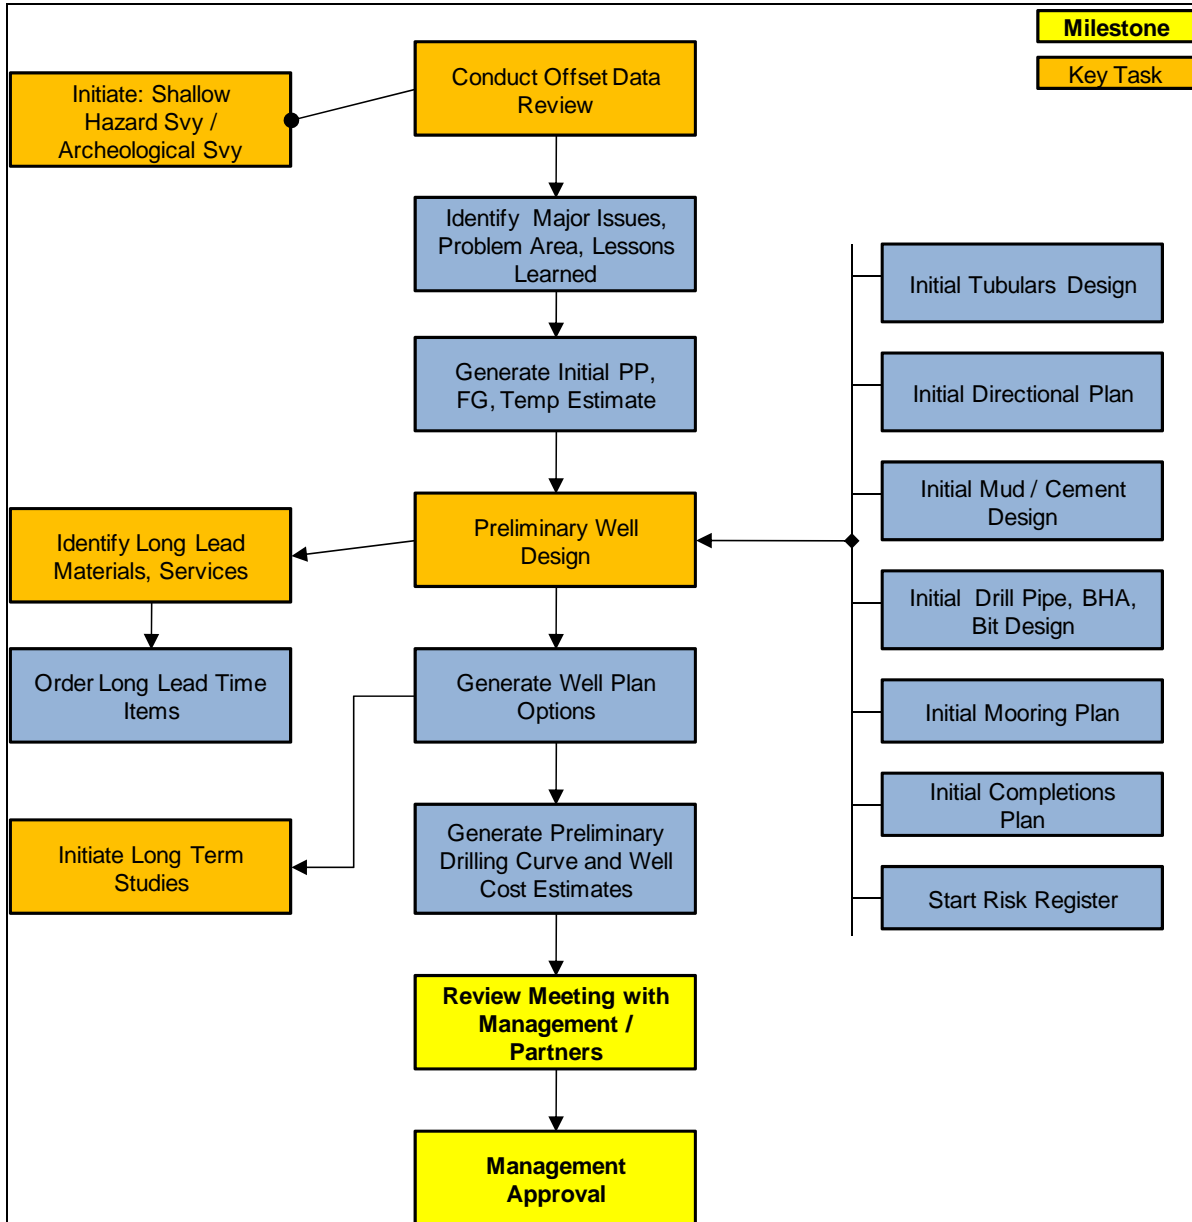 Milestone
Key Task
Conduct Offset Data
Review
Initiate: Shallow
Hazard Svy /
Archeological Svy
Identify Major Issues,
Problem Area, Lessons
Learned
Generate Initial PP,
FG, Temp Estimate
Preliminary Well
Design
Identify Long Lead
Materials, Services
Order Long Lead Time
Items
Generate Well Plan
Options
Initiate Long Term
Studies
Generate Preliminary
Drilling Curve and Well
Cost Estimates
Review Meeting with
Management /
Partners
Management
Approval
Initial Tubulars Design
Initial Directional Plan
Initial Mud / Cement
Design
Initial Drill Pipe, BHA,
Bit Design
Initial Mooring Plan
Initial Completions
Plan
Start Risk Register